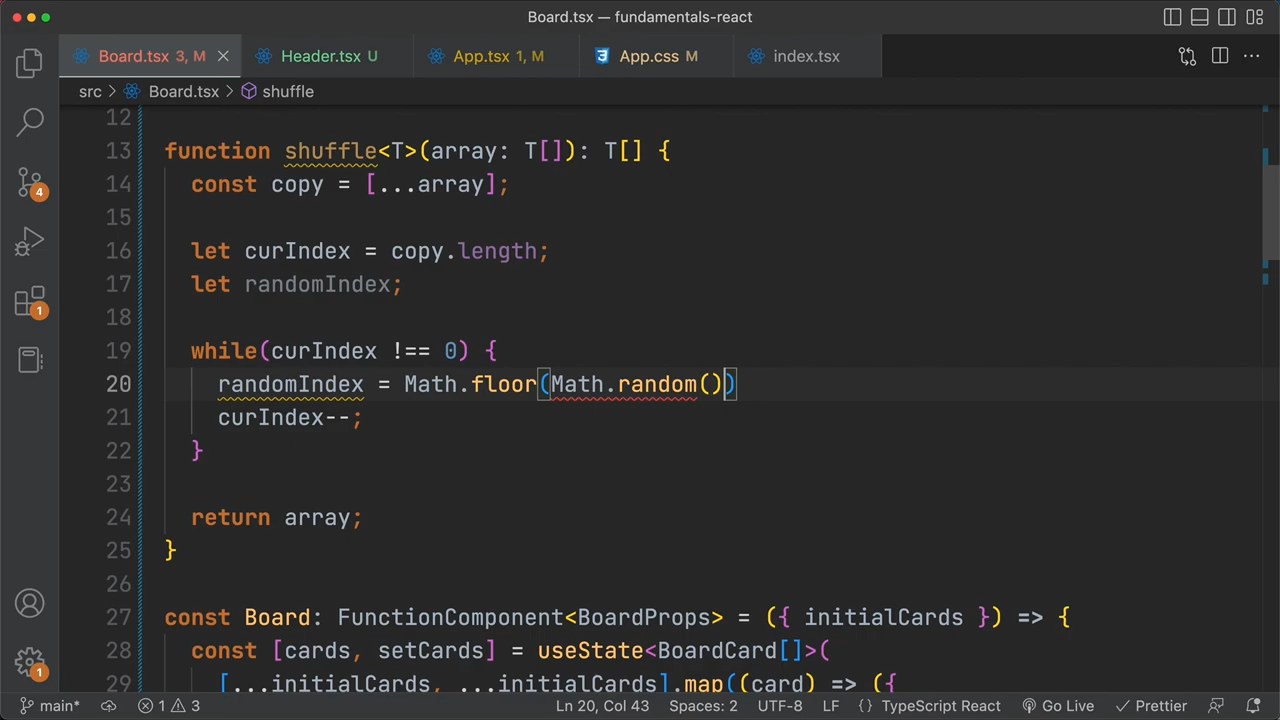 Board.tsx — fundamentals-react
Board.tsx 3, M
Header.tsx U
App.tsx 1, M
App.css M
index.tsx
src > Board.tsx > shuffle
12
13 function shuffle<T>(array: T[]): T[] {
14 const copy = [...array];
15
16 let curIndex = copy.length;
17 let randomIndex;
18
19 while(curIndex !== 0) {
20 randomIndex = Math.floor(Math.random())
21 curIndex--;
22 }
23
24 return array;
25 }
26
27 const Board: FunctionComponent<BoardProps> = ({ initialCards }) => {
28 const [cards, setCards] = useState<BoardCard[]>(
29 [...initialCards, ...initialCards].map((card) => ({
4
1
1
main* 1 3 Ln 20, Col 43 Spaces: 2 UTF-8 LF {} TypeScript React Go Live Prettier